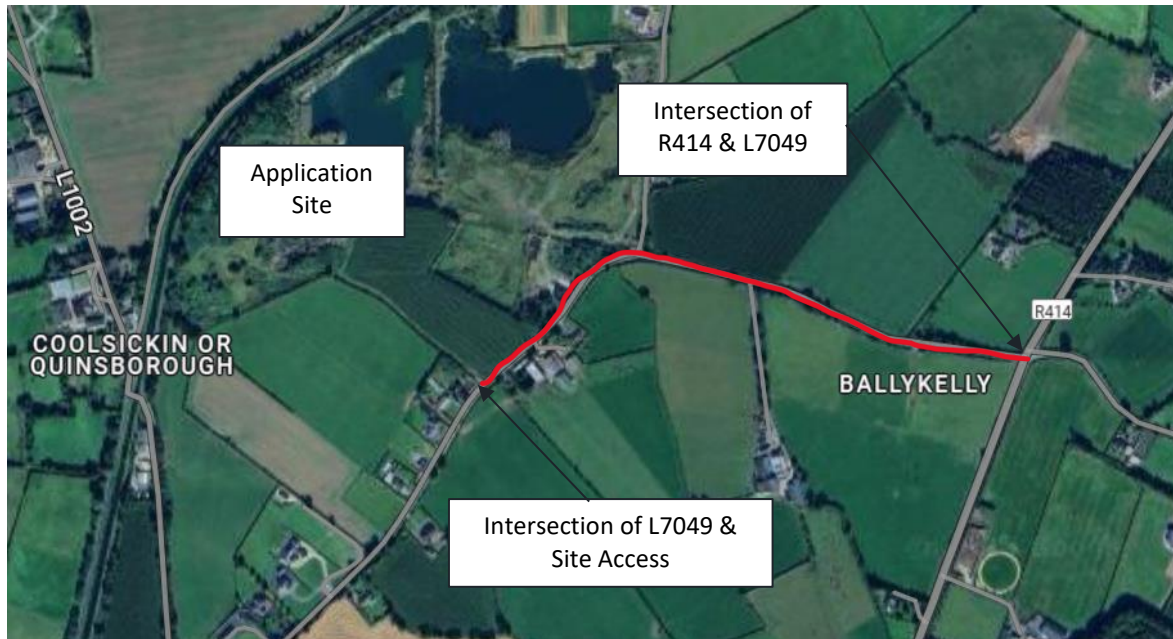 Intersection of
R414 & L7049
Application
Site
L1002
R414
COOLSICKIN OR
QUINSBOROUGH
BALLYKELLY
Intersection of L7049 &
Site Access